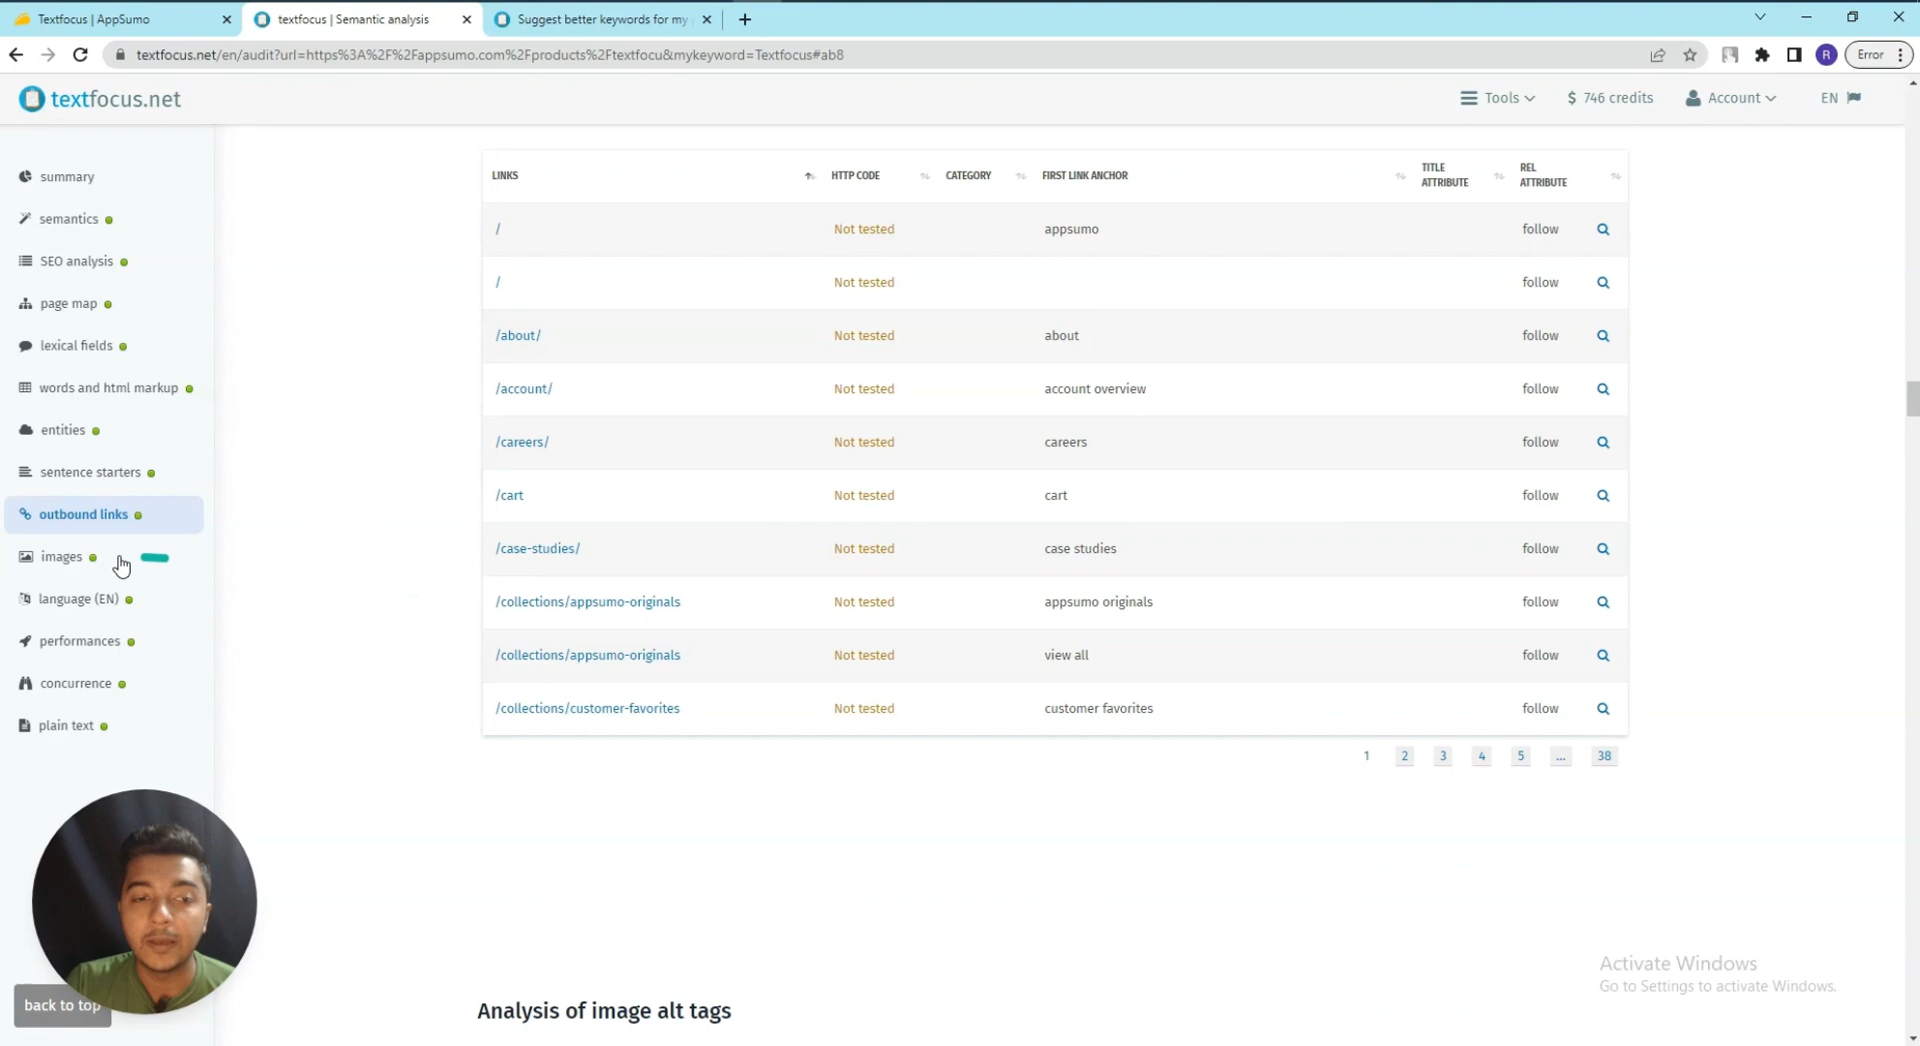 Textfocus | AppSumo
textfocus | Semantic analysis
Suggest better keywords for my
textfocus.net/en/audit?url=https%3A%2F%2Fappsumo.com%2Fproducts%2Ftextfocu&mykeyword=Textfocus#ab8
R
Error
textfocus.net
Tools
$ 746 credits
Account
EN
summary
semantics
SEO analysis
page map
lexical fields
words and html markup
entities
sentence starters
outbound links
images
language (EN)
performances
concurrence
plain text
back to top
LINKS HTTP CODE CATEGORY FIRST LINK ANCHOR TITLE ATTRIBUTE REL ATTRIBUTE
/ Not tested appsumo follow
/ Not tested follow
/about/ Not tested about follow
/account/ Not tested account overview follow
/careers/ Not tested careers follow
/cart Not tested cart follow
/case-studies/ Not tested case studies follow
/collections/appsumo-originals Not tested appsumo originals follow
/collections/appsumo-originals Not tested view all follow
/collections/customer-favorites Not tested customer favorites follow
1 2 3 4 5 ... 38
Analysis of image alt tags
Activate Windows
Go to Settings to activate Windows.